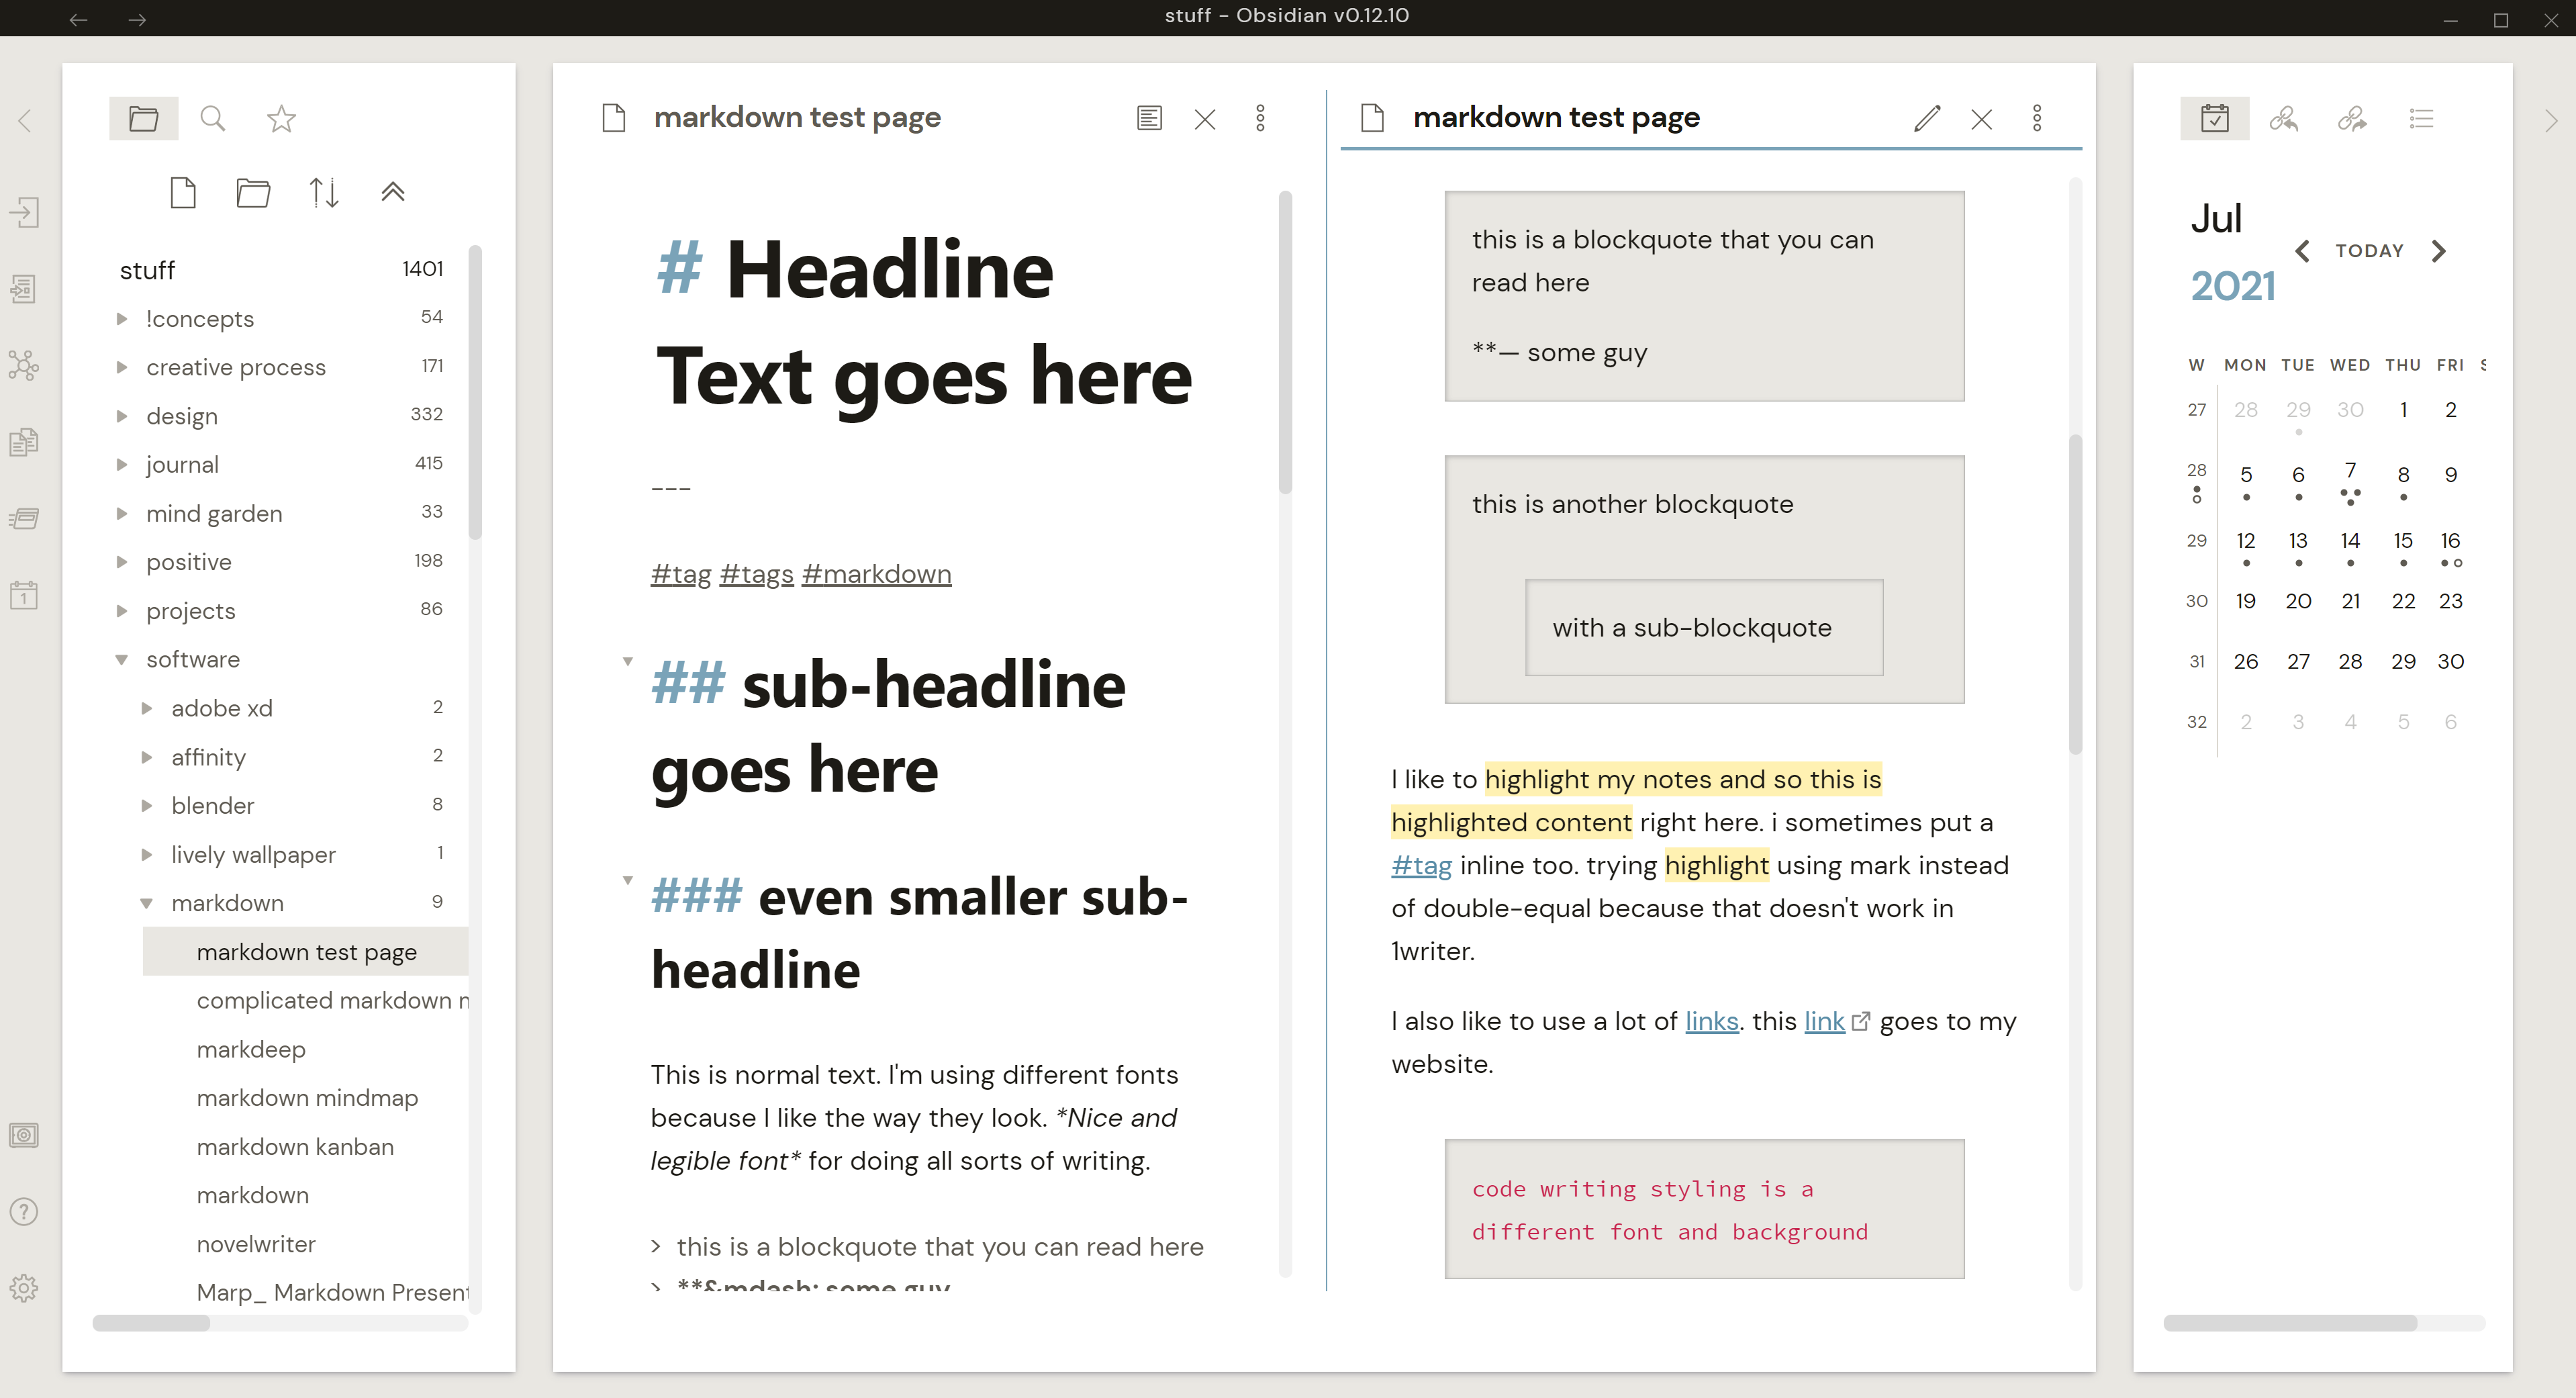 stuff - Obsidian v0.12.10
stuff 1401
!concepts 54
creative process 171
design 332
journal 415
mind garden 33
positive 198
projects 86
software
adobe xd 2
affinity 2
blender 8
lively wallpaper 1
markdown 9
markdown test page
complicated markdown
markdeep
markdown mindmap
markdown kanban
markdown
novelwriter
Marp_ Markdown Present
1
markdown test page
# Headline
Text goes here
---
#tag #tags #markdown
## sub-headline
goes here
### even smaller sub-
headline
This is normal text. I'm using different fonts
because I like the way they look. *Nice and
legible font* for doing all sorts of writing.
> this is a blockquote that you can read here
> **&mdash; some guy
markdown test page
this is a blockquote that you can
read here
**— some guy
this is another blockquote
with a sub-blockquote
I like to highlight my notes and so this is
highlighted content right here. i sometimes put a
#tag inline too. trying highlight using mark instead
of double-equal because that doesn't work in
1writer.
I also like to use a lot of links. this link goes to my
website.
code writing styling is a
different font and background
Jul
2021
TODAY
W MON TUE WED THU FRI S
27 28 29 30 1 2
28 5 6 7 8 9
29 12 13 14 15 16
30 19 20 21 22 23
31 26 27 28 29 30
32 2 3 4 5 6